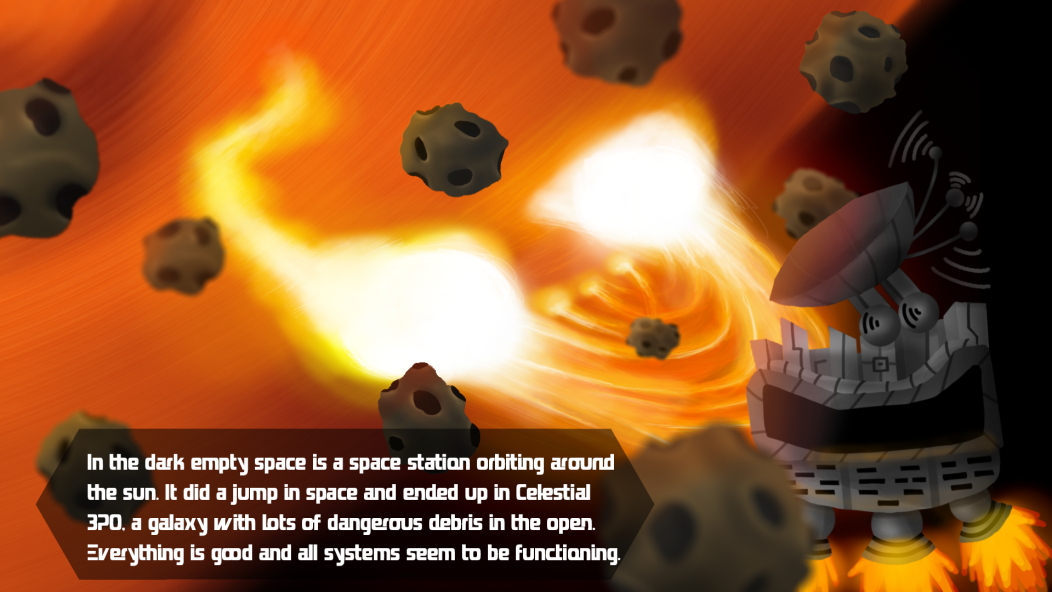 In the dark empty space is a space station orbiting around
the sun. It did a jump in space and ended up in Celestial
3P0, a galaxy with lots of dangerous debris in the open.
Everything is good and all systems seem to be functioning.